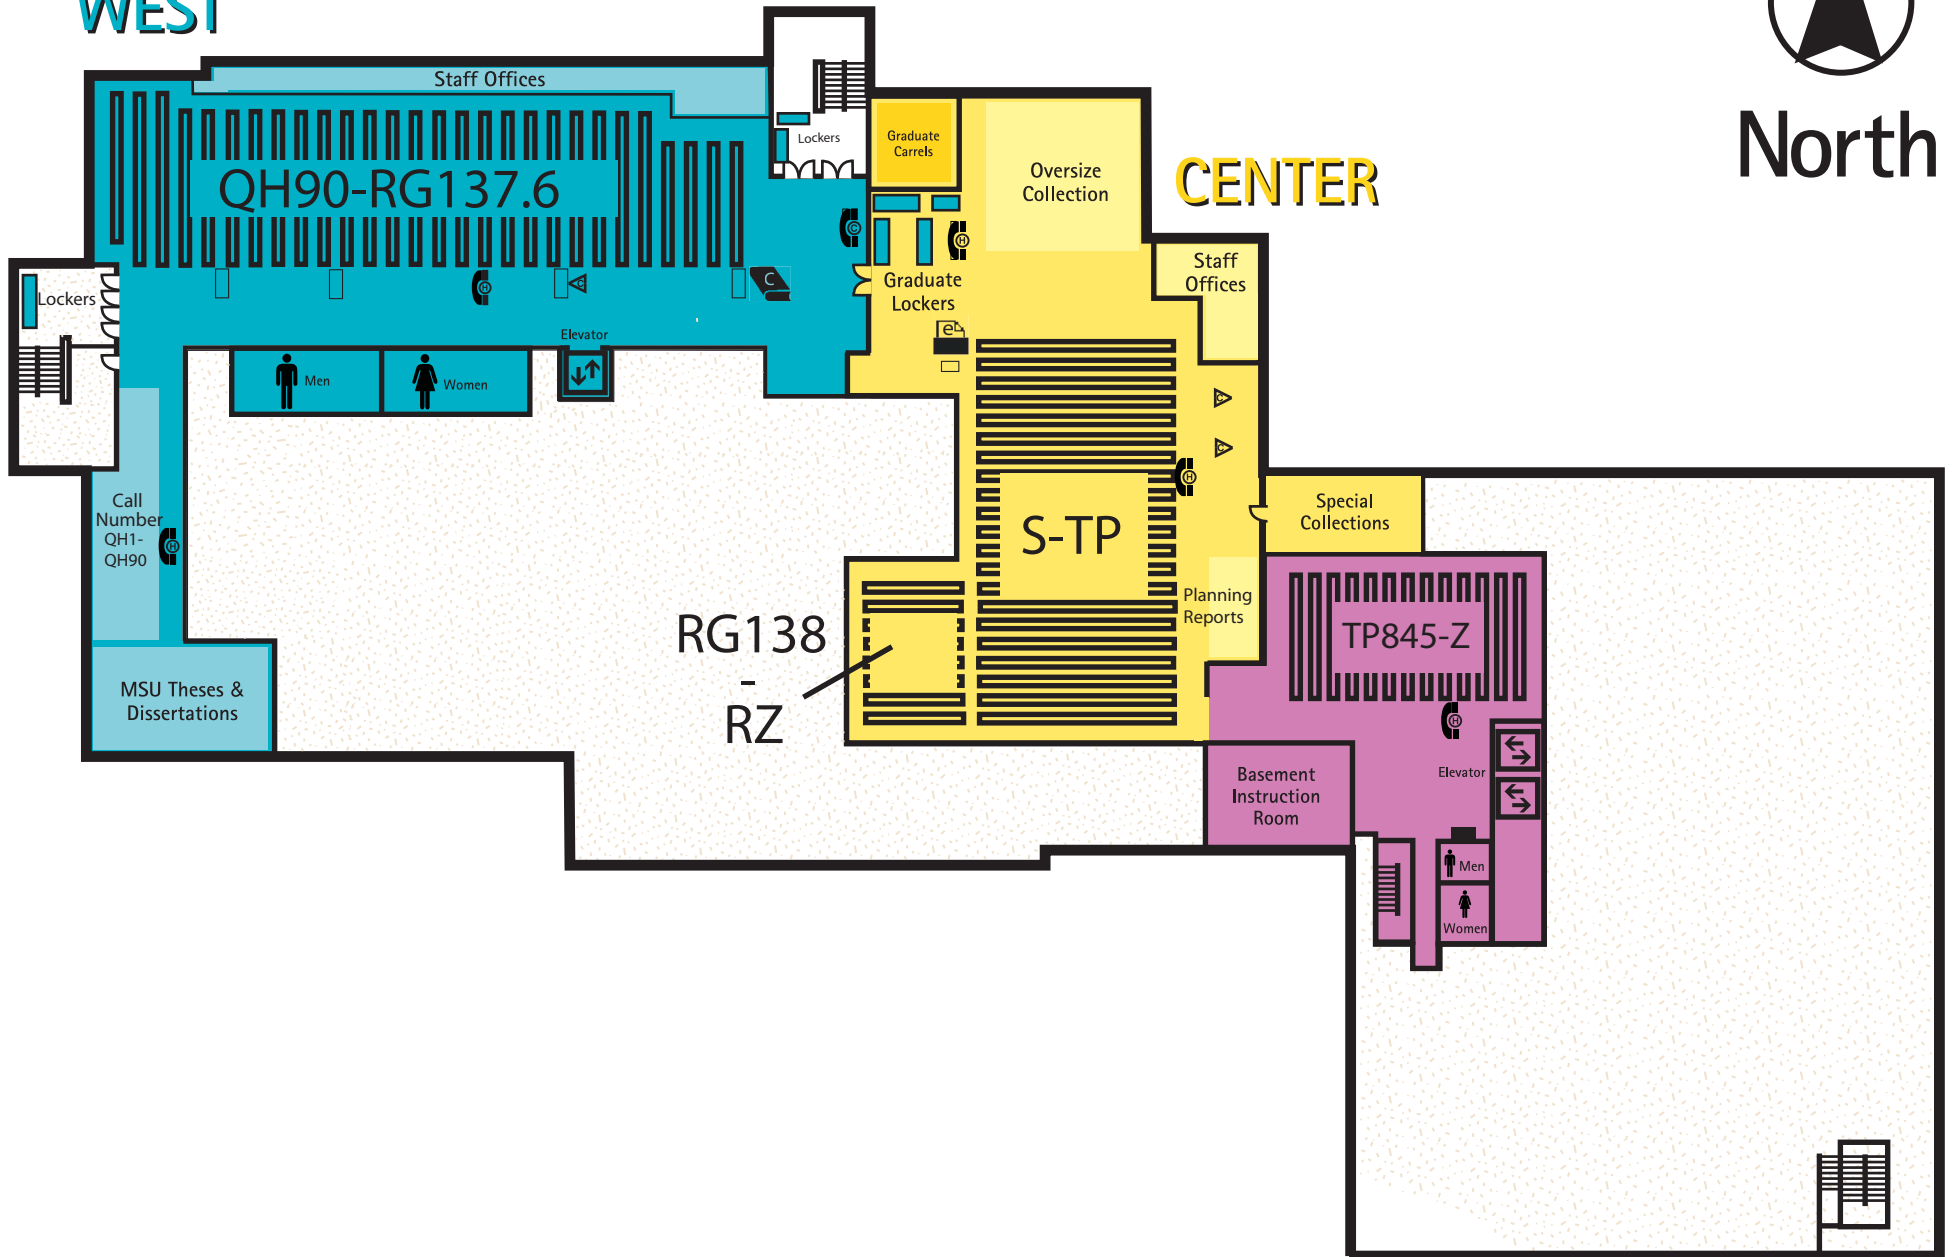 WEST
North
CENTER
Staff Offices
Lockers
Graduate
Carrels
Oversize
Collection
QH90-RG137.6
C
H
Staff
Offices
Graduate
Lockers
Lockers
H
C
C
e
Elevator
Men
Women
C
C
H
Special
Collections
Call
Number
QH1-
QH90
H
S-TP
Planning
Reports
RG138
-
RZ
TP845-Z
MSU Theses &
Dissertations
H
Elevator
Basement
Instruction
Room
Men
Women